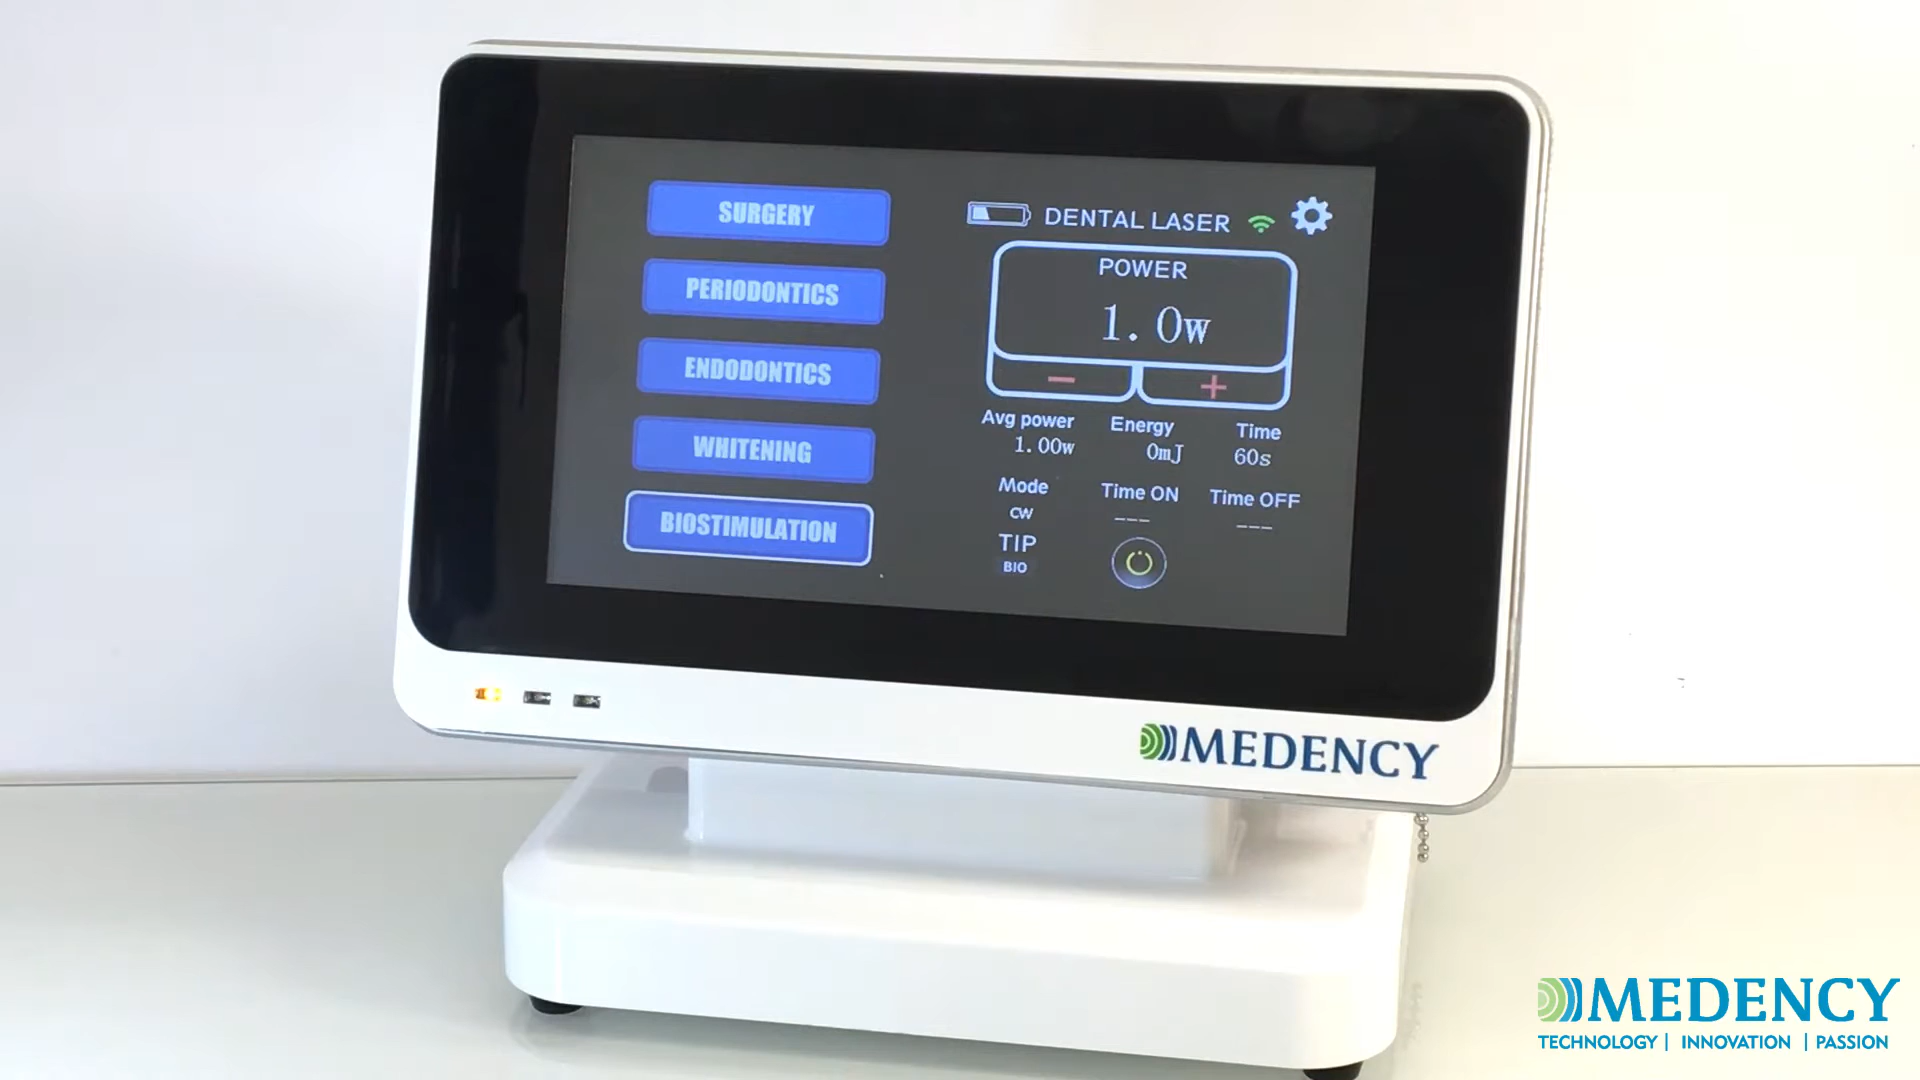 SURGERY
PERIODONTICS
ENDODONTICS
WHITENING
BIOSTIMULATION
DENTAL LASER
POWER
1.0w
− +
Avg power Energy Time
1.00w 0mJ 60s
Mode Time ON Time OFF
CW --- ---
TIP
BIO
MEDENCY
MEDENCY
TECHNOLOGY | INNOVATION | PASSION